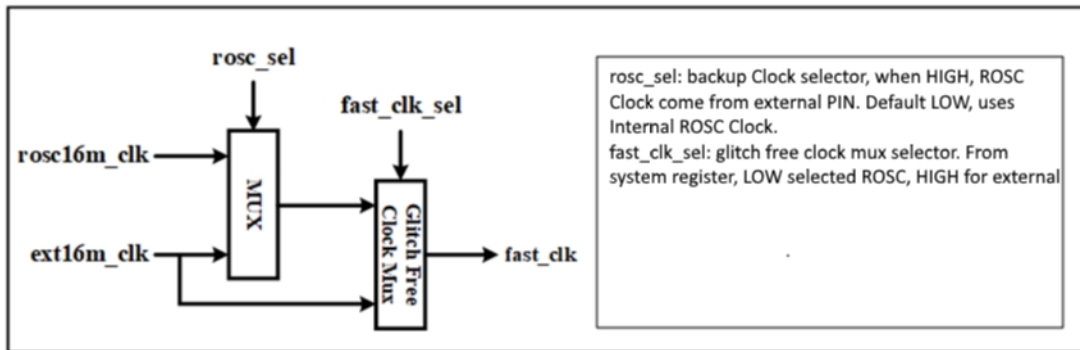 rosc_sel
fast_clk_sel
rosc16m_clk
MUX
ext16m_clk
Glitch Free
Clock Mux
fast_clk
rosc_sel: backup Clock selector, when HIGH, ROSC
Clock come from external PIN. Default LOW, uses
Internal ROSC Clock.
fast_clk_sel: glitch free clock mux selector. From
system register, LOW selected ROSC, HIGH for external